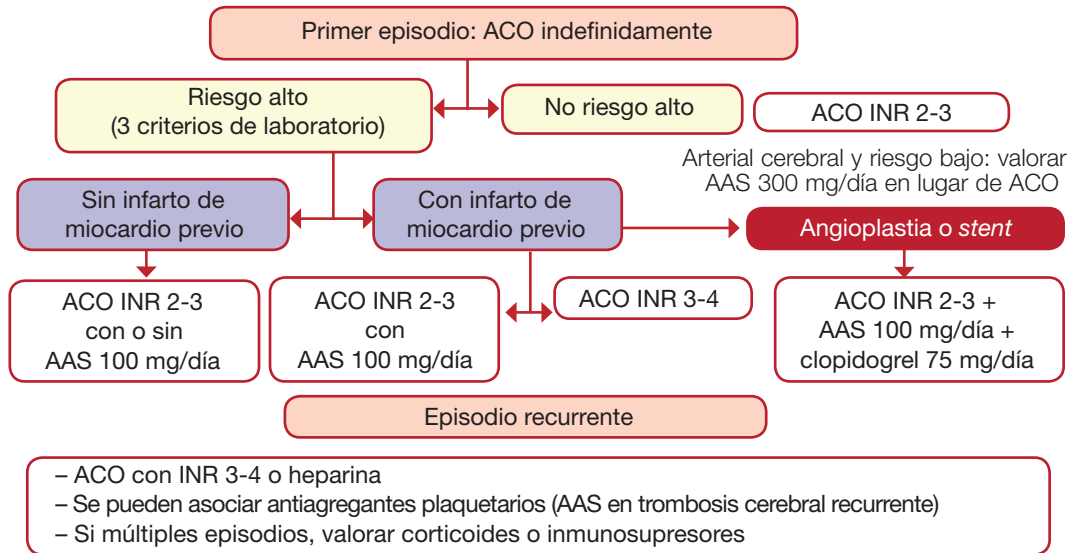 Primer episodio: ACO indefinidamente
Riesgo alto
(3 criterios de laboratorio)
No riesgo alto
ACO INR 2-3
Arterial cerebral y riesgo bajo: valorar
AAS 300 mg/día en lugar de ACO
Sin infarto de
miocardio previo
Con infarto de
miocardio previo
Angioplastia o stent
ACO INR 2-3
con o sin
AAS 100 mg/día
ACO INR 2-3
con
AAS 100 mg/día
ACO INR 3-4
ACO INR 2-3 +
AAS 100 mg/día +
clopidogrel 75 mg/día
Episodio recurrente
– ACO con INR 3-4 o heparina
– Se pueden asociar antiagregantes plaquetarios (AAS en trombosis cerebral recurrente)
– Si múltiples episodios, valorar corticoides o inmunosupresores